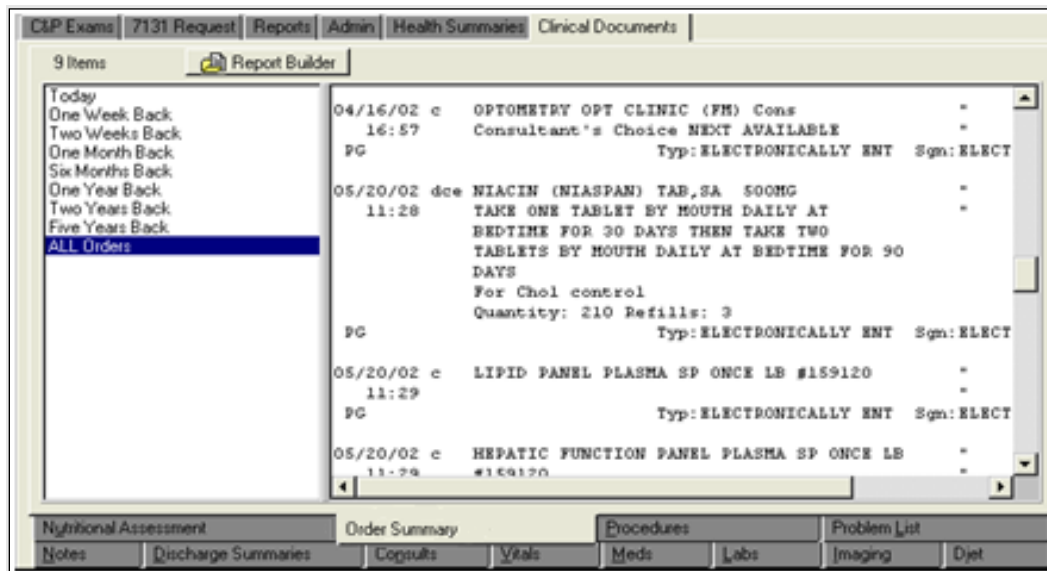 C&P Exams 7131 Request Reports Admin Health Summaries Clinical Documents
9 Items Report Builder
Today
One Week Back
Two Weeks Back
One Month Back
Six Months Back
One Year Back
Two Years Back
Five Years Back
ALL Orders
04/16/02 c OPTOMETRY OPT CLINIC (FM) Cons "
16:57 Consultant's Choice NEXT AVAILABLE "
PG Typ:ELECTRONICALLY ENT Sgn:ELECT
05/20/02 dce NIACIN (NIASPAN) TAB,SA 500MG "
11:28 TAKE ONE TABLET BY MOUTH DAILY AT "
BEDTIME FOR 30 DAYS THEN TAKE TWO
TABLETS BY MOUTH DAILY AT BEDTIME FOR 90
DAYS
For Chol control
Quantity: 210 Refills: 3
PG Typ:ELECTRONICALLY ENT Sgn:ELECT
05/20/02 c LIPID PANEL PLASMA SP ONCE LB #159120 "
11:29 "
PG Typ:ELECTRONICALLY ENT Sgn:ELECT
05/20/02 c HEPATIC FUNCTION PANEL PLASMA SP ONCE LB "
11:29 #159120 "
Nutritional Assessment Order Summary Procedures Problem List
Notes Discharge Summaries Consults Vitals Meds Labs Imaging Djet